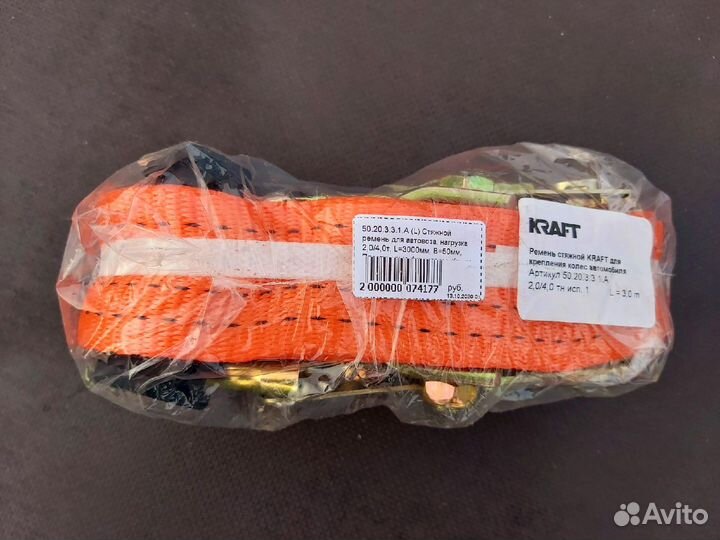 50.20.3.3.1.A (L) Стяжной
ремень для автовоза, нагрузка
2,0/4,0т, L=3000мм, B=50мм,
2 000000 074177 руб.
KRAFT
Ремень стяжной KRAFT для
крепления колес автомобиля
Артикул 50.20.3.3.1.A
2,0/4,0 тн исп. 1 L = 3,0 m
Avito